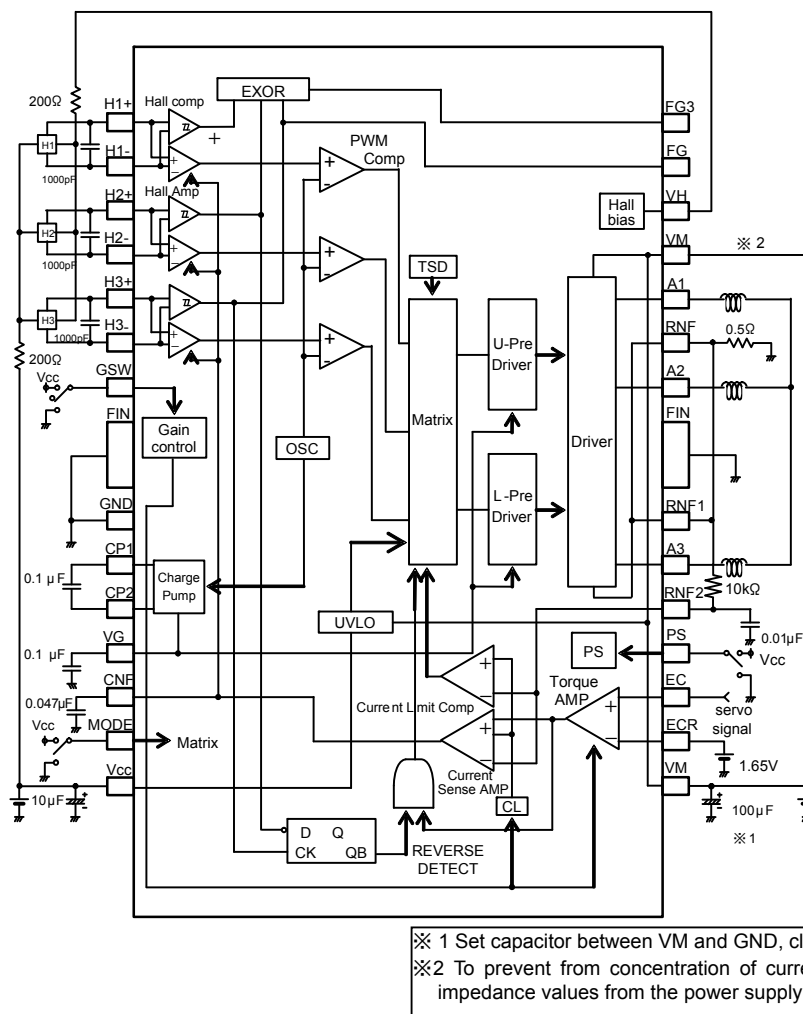 EXOR
Hall comp
200Ω
H1+
H1
H1-
1000pF
Hall Amp
H2+
H2
H2-
1000pF
H3+
H3
H3-
1000pF
200Ω
Vcc
GSW
FIN
GND
Gain
control
CP1
0.1 µF
CP2
Charge
Pump
VG
0.1 µF
CNF
0.047µF
Vcc
MODE
Matrix
Vcc
10µF
PWM
Comp
TSD
OSC
Matrix
U-Pre
Driver
L-Pre
Driver
Driver
UVLO
Current Limit Comp
Torque
AMP
Current
Sense AMP
CL
D Q
CK QB
REVERSE
DETECT
PS
Hall
bias
FG3
FG
VH
VM
※ 2
A1
RNF
0.5Ω
A2
FIN
RNF1
A3
10kΩ
RNF2
0.01µF
PS
Vcc
EC
servo
signal
ECR
1.65V
VM
100µF
※1
※ 1 Set capacitor between VM and GND, cl
※2 To prevent from concentration of curre
impedance values from the power supply